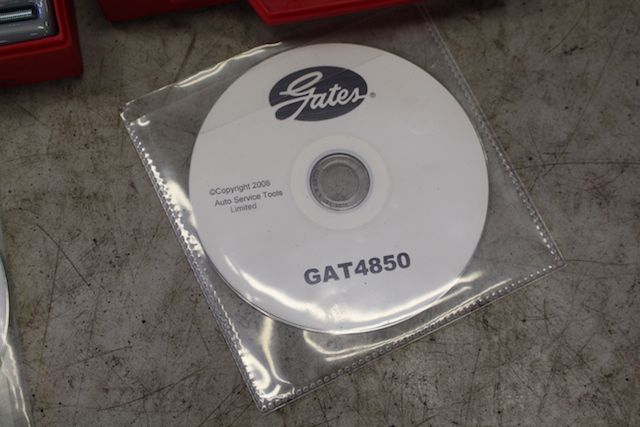 Gates®
©Copyright 2008
Auto Service Tools
Limited
GAT4850